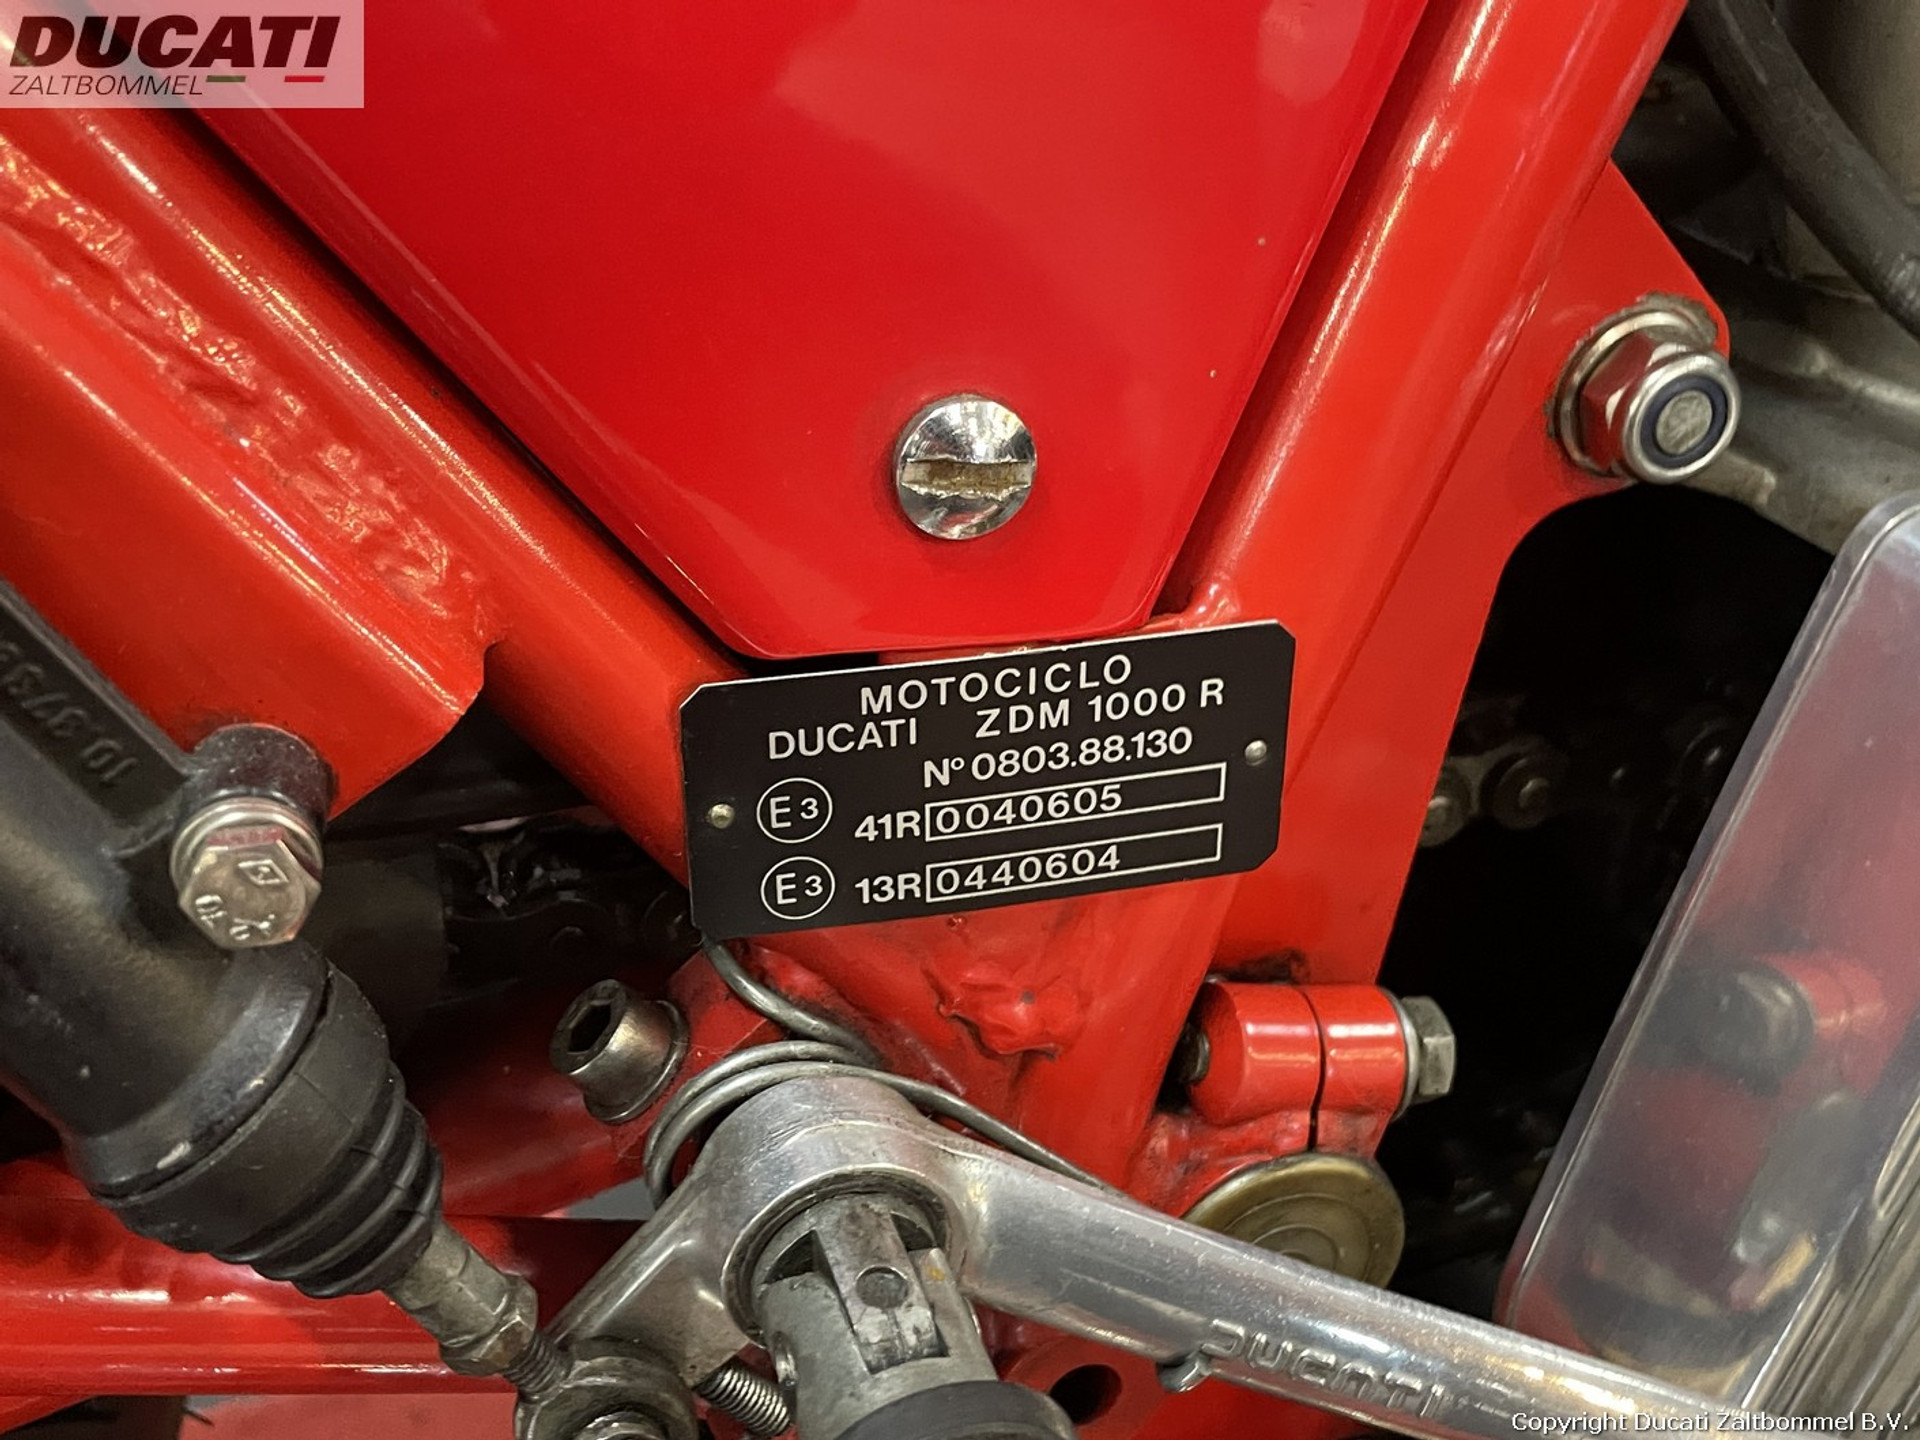 DUCATI
ZALTBOMMEL
MOTOCICLO
DUCATI ZDM 1000 R
Nº 0803.88.130
E3 41R 0040605
E3 13R 0440604
DUCATI
Copyright Ducati Zaltbommel B.V.